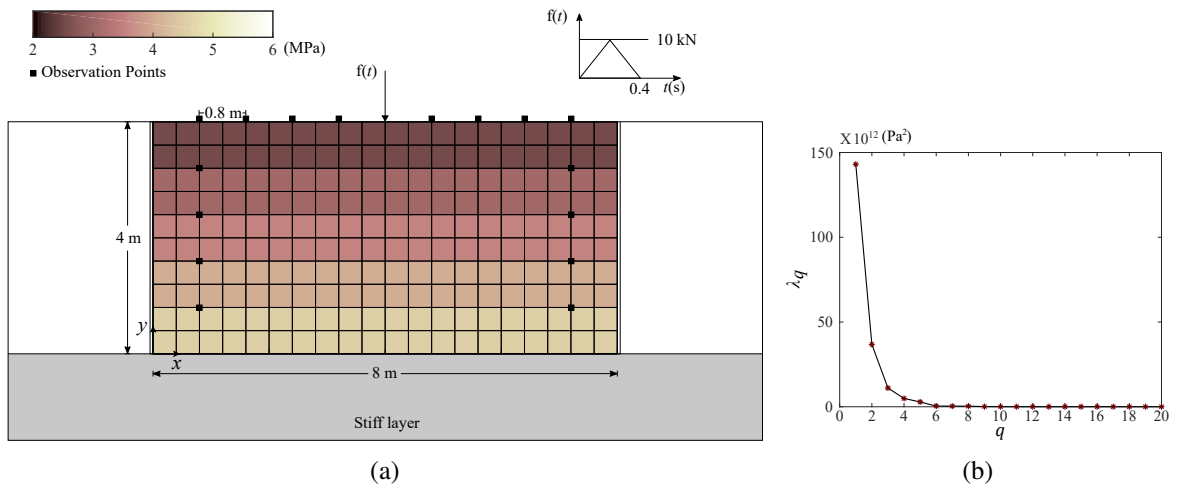 2 3 4 5 6 (MPa)
Observation Points
f(t)
10 kN
0.4 t(s)
f(t)
0.8 m
4 m
y
x
8 m
Stiff layer
(a)
X10¹² (Pa²)
150
100
50
0
λq
0 2 4 6 8 10 12 14 16 18 20
q
(b)